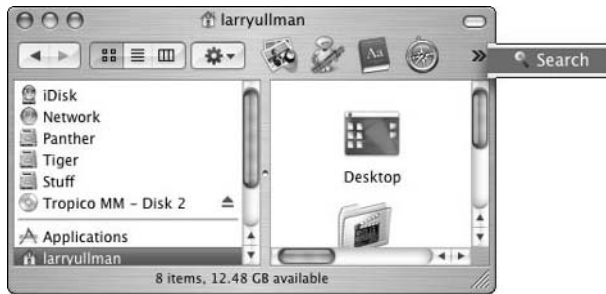 larryullman
Aa
» Search
iDisk
Network
Panther
Tiger
Stuff
Tropico MM – Disk 2
Applications
larryullman
Desktop
8 items, 12.48 GB available